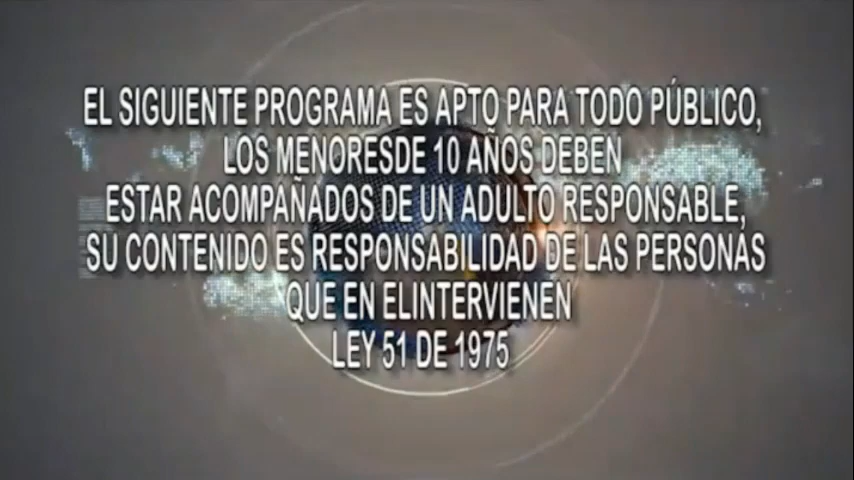 EL SIGUIENTE PROGRAMA ES APTO PARA TODO PÚBLICO,
LOS MENORESDE 10 AÑOS DEBEN
ESTAR ACOMPAÑADOS DE UN ADULTO RESPONSABLE,
SU CONTENIDO ES RESPONSABILIDAD DE LAS PERSONAS
QUE EN ELINTERVIENEN
LEY 51 DE 1975